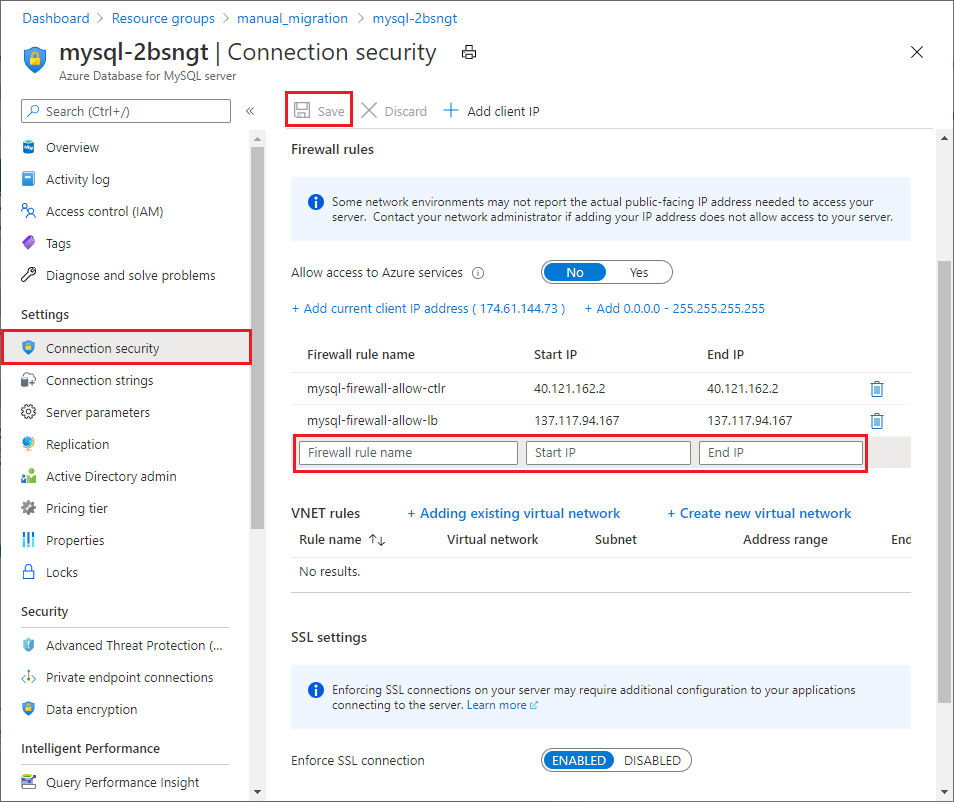 Dashboard > Resource groups > manual_migration > mysql-2bsngt
mysql-2bsngt | Connection security
Azure Database for MySQL server
Search (Ctrl+/)
«
Save
Discard
+ Add client IP
Overview
Activity log
Access control (IAM)
Tags
Diagnose and solve problems
Settings
Connection security
Connection strings
Server parameters
Replication
Active Directory admin
Pricing tier
Properties
Locks
Security
Advanced Threat Protection (...
Private endpoint connections
Data encryption
Intelligent Performance
Query Performance Insight
Firewall rules
Some network environments may not report the actual public-facing IP address needed to access your
server. Contact your network administrator if adding your IP address does not allow access to your server.
Allow access to Azure services No Yes
+ Add current client IP address ( 174.61.144.73 ) + Add 0.0.0.0 - 255.255.255.255
Firewall rule name Start IP End IP
mysql-firewall-allow-ctlr 40.121.162.2 40.121.162.2
mysql-firewall-allow-lb 137.117.94.167 137.117.94.167
Firewall rule name Start IP End IP
VNET rules + Adding existing virtual network + Create new virtual network
Rule name ↑↓ Virtual network Subnet Address range End
No results.
SSL settings
Enforcing SSL connections on your server may require additional configuration to your applications
connecting to the server. Learn more
Enforce SSL connection ENABLED DISABLED